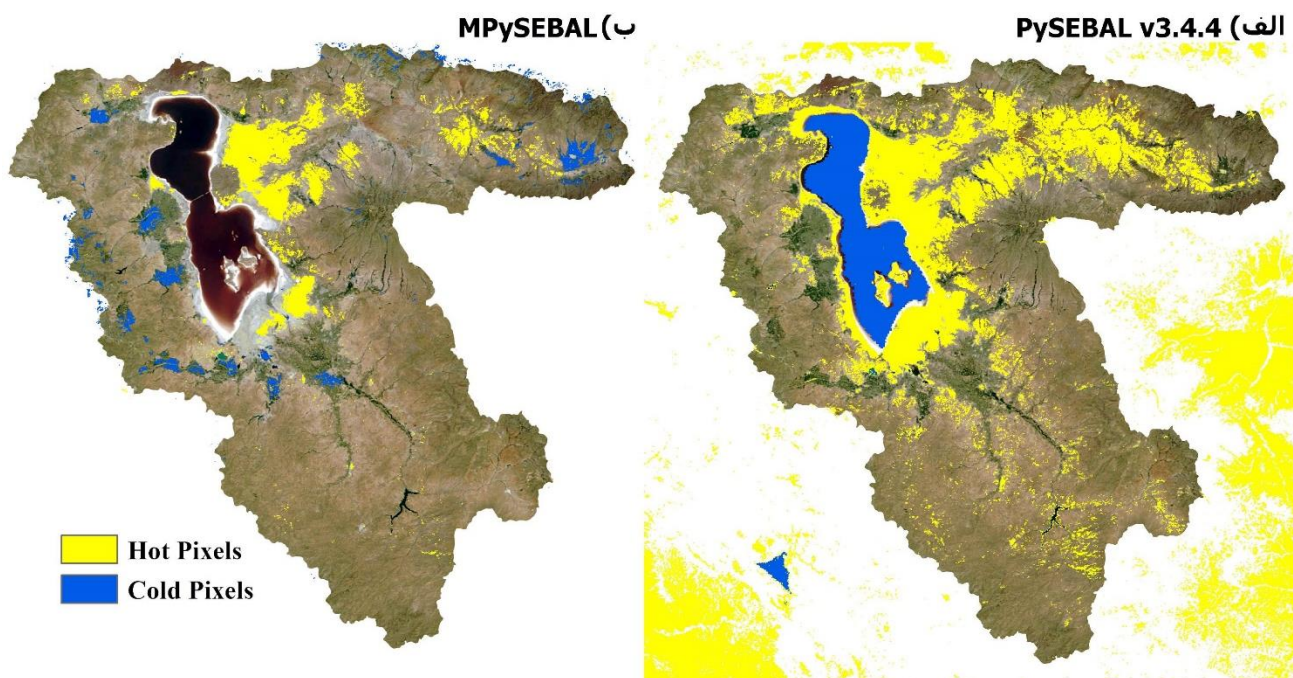 الف) PySEBAL v3.4.4
ب) MPySEBAL
Hot Pixels
Cold Pixels